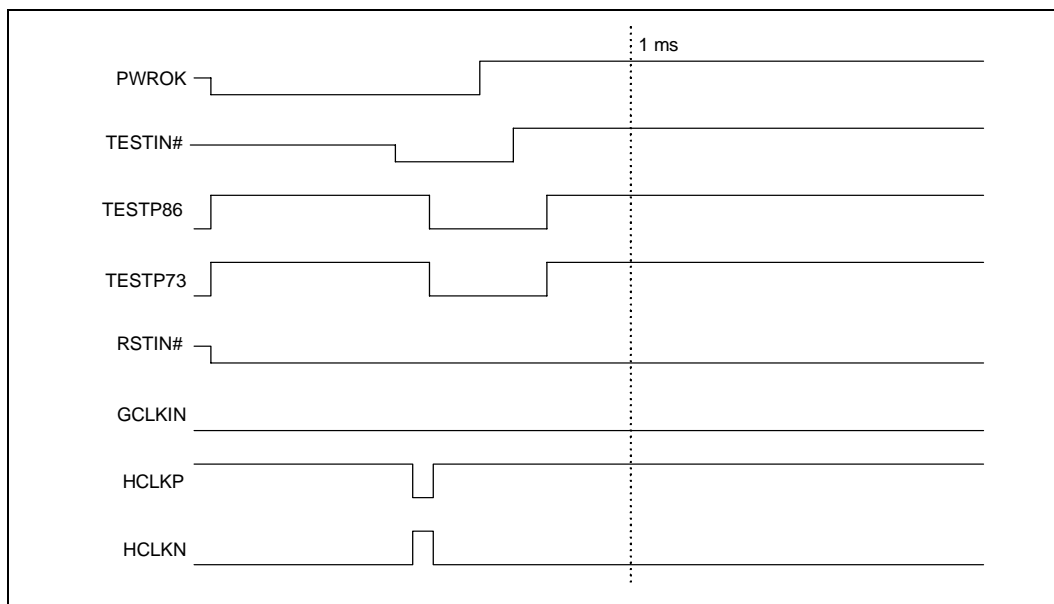 1 ms
PWROK
TESTIN#
TESTP86
TESTP73
RSTIN#
GCLKIN
HCLKP
HCLKN